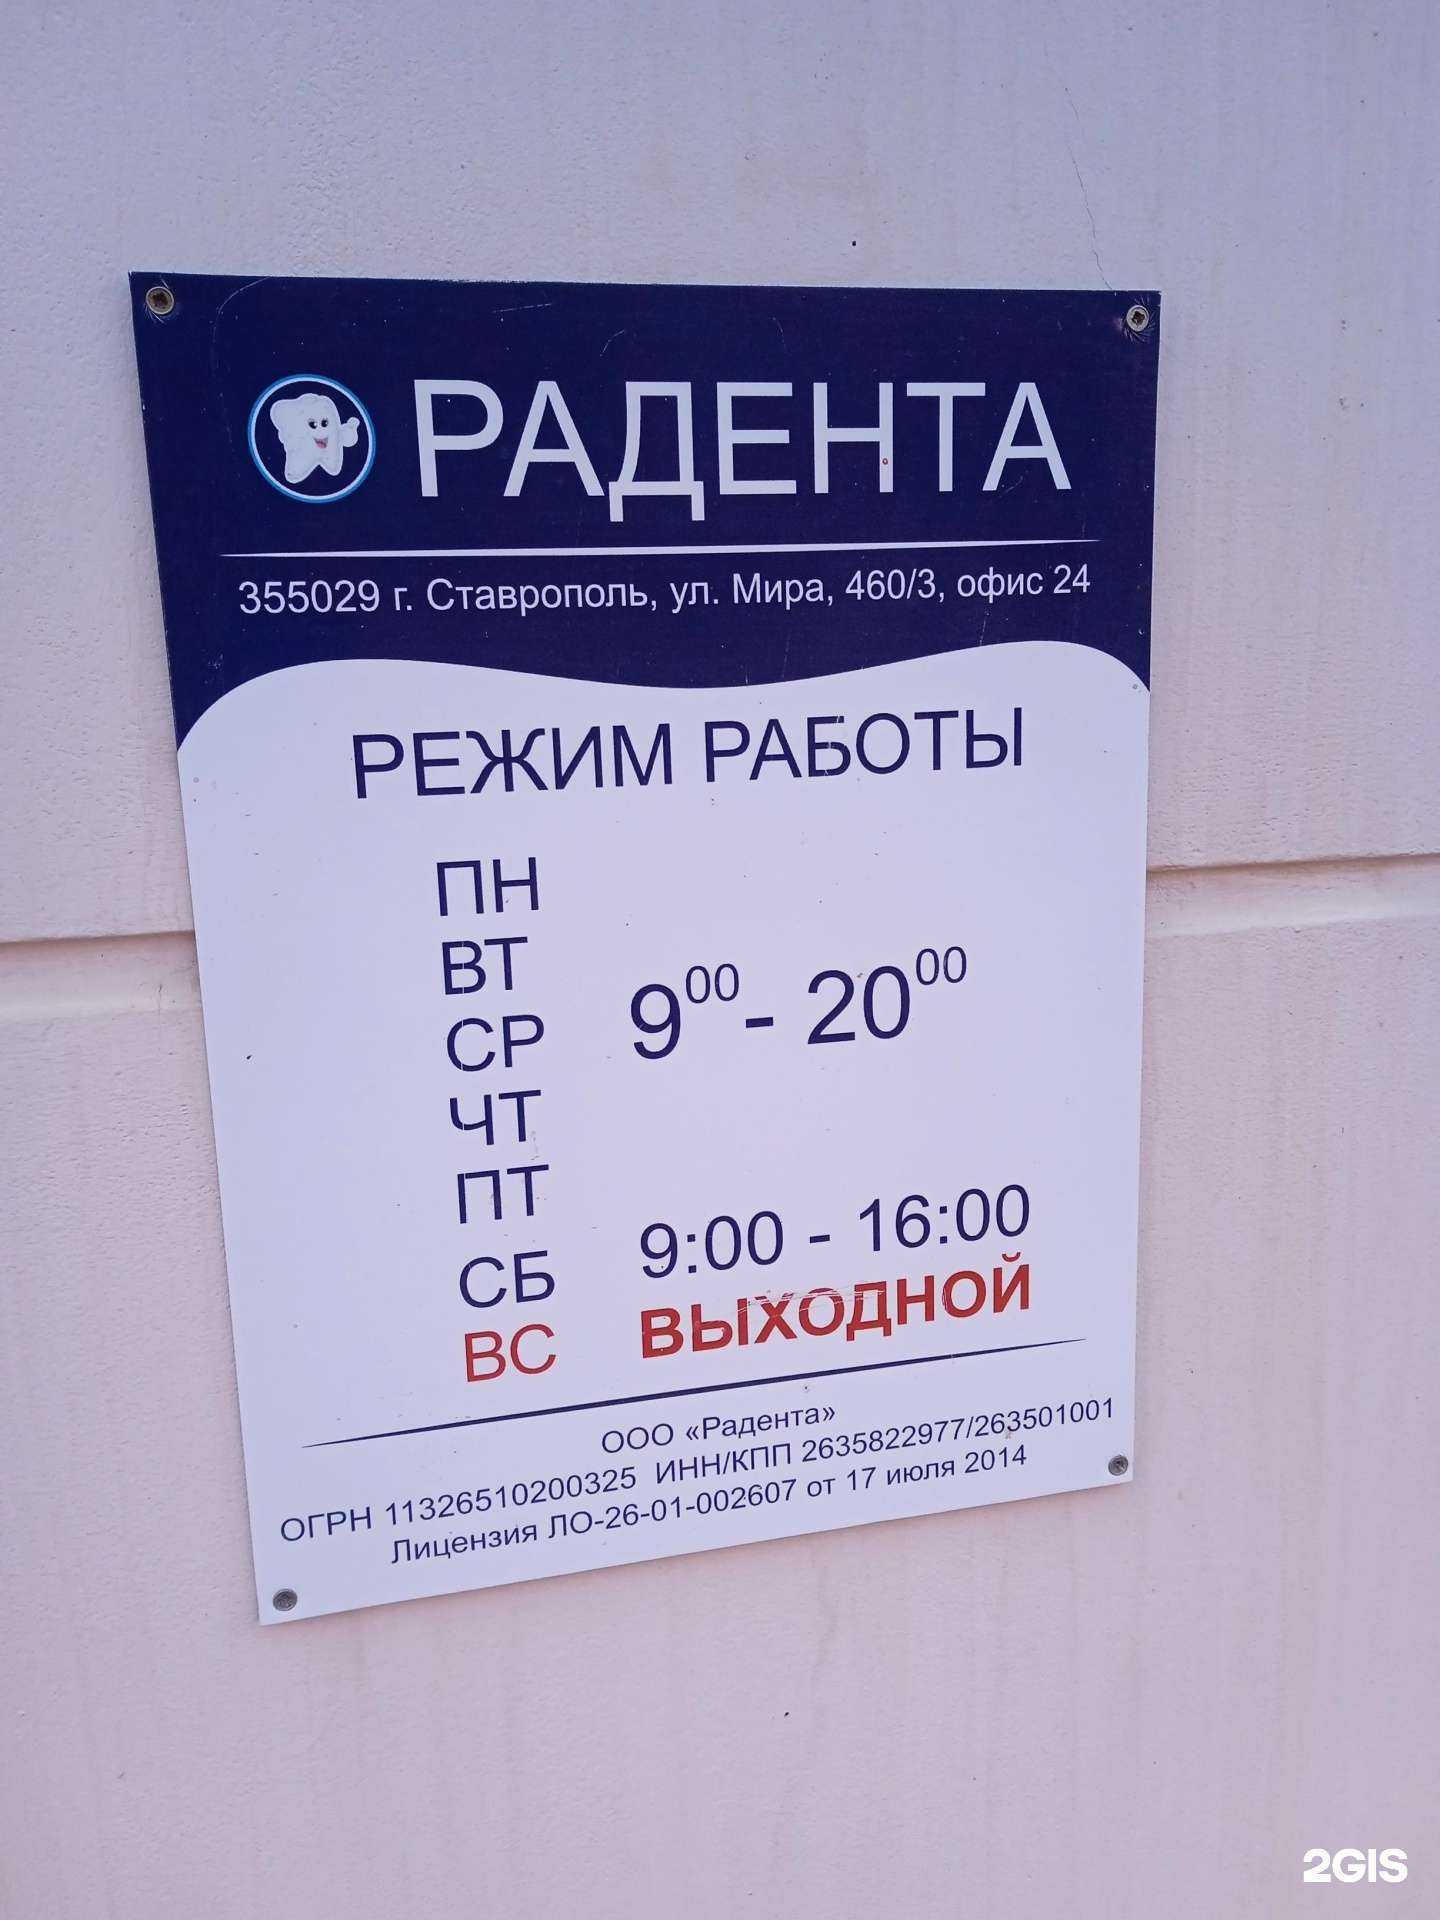 РАДЕНТА
355029 г. Ставрополь, ул. Мира, 460/3, офис 24
РЕЖИМ РАБОТЫ
ПН
ВТ
СР 9⁰⁰ - 20⁰⁰
ЧТ
ПТ
СБ 9:00 - 16:00
ВС ВЫХОДНОЙ
ООО «Радента»
ОГРН 11326510200325 ИНН/КПП 2635822977/263501001
Лицензия ЛО-26-01-002607 от 17 июля 2014
2GIS